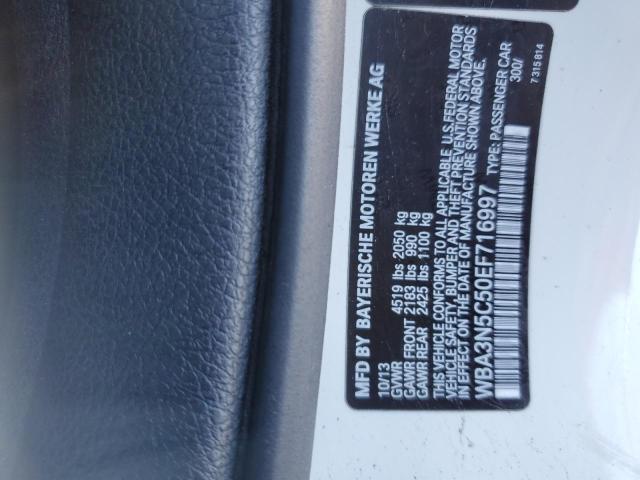 MFD BY BAYERISCHE MOTOREN WERKE AG
10/13
GVWR 4519 lbs 2050 kg
GAWR FRONT 2183 lbs 990 kg
GAWR REAR 2425 lbs 1100 kg
THIS VEHICLE CONFORMS TO ALL APPLICABLE U.S.FEDERAL MOTOR
VEHICLE SAFETY, BUMPER AND THEFT PREVENTION STANDARDS
IN EFFECT ON DATE OF MANUFACTURE SHOWN ABOVE.
WBA3N5C50EF716997 TYPE: PASSENGER CAR
300/
7 315 814